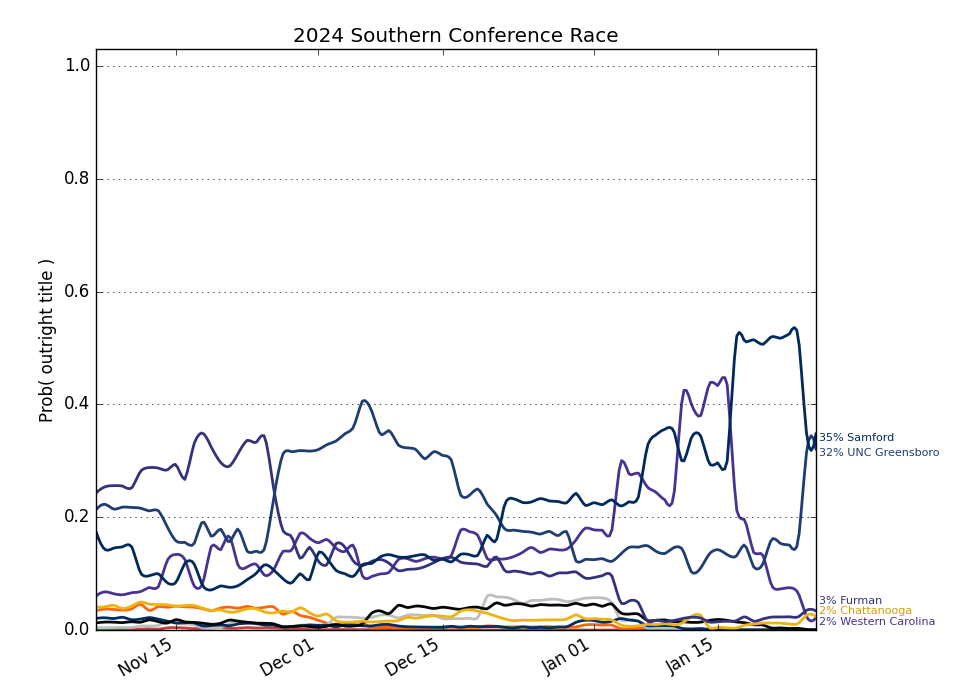 2024 Southern Conference Race
Prob( outright title )
1.0
0.8
0.6
0.4
0.2
0.0
35% Samford
32% UNC Greensboro
3% Furman
2% Chattanooga
2% Western Carolina
Nov 15
Dec 01
Dec 15
Jan 01
Jan 15